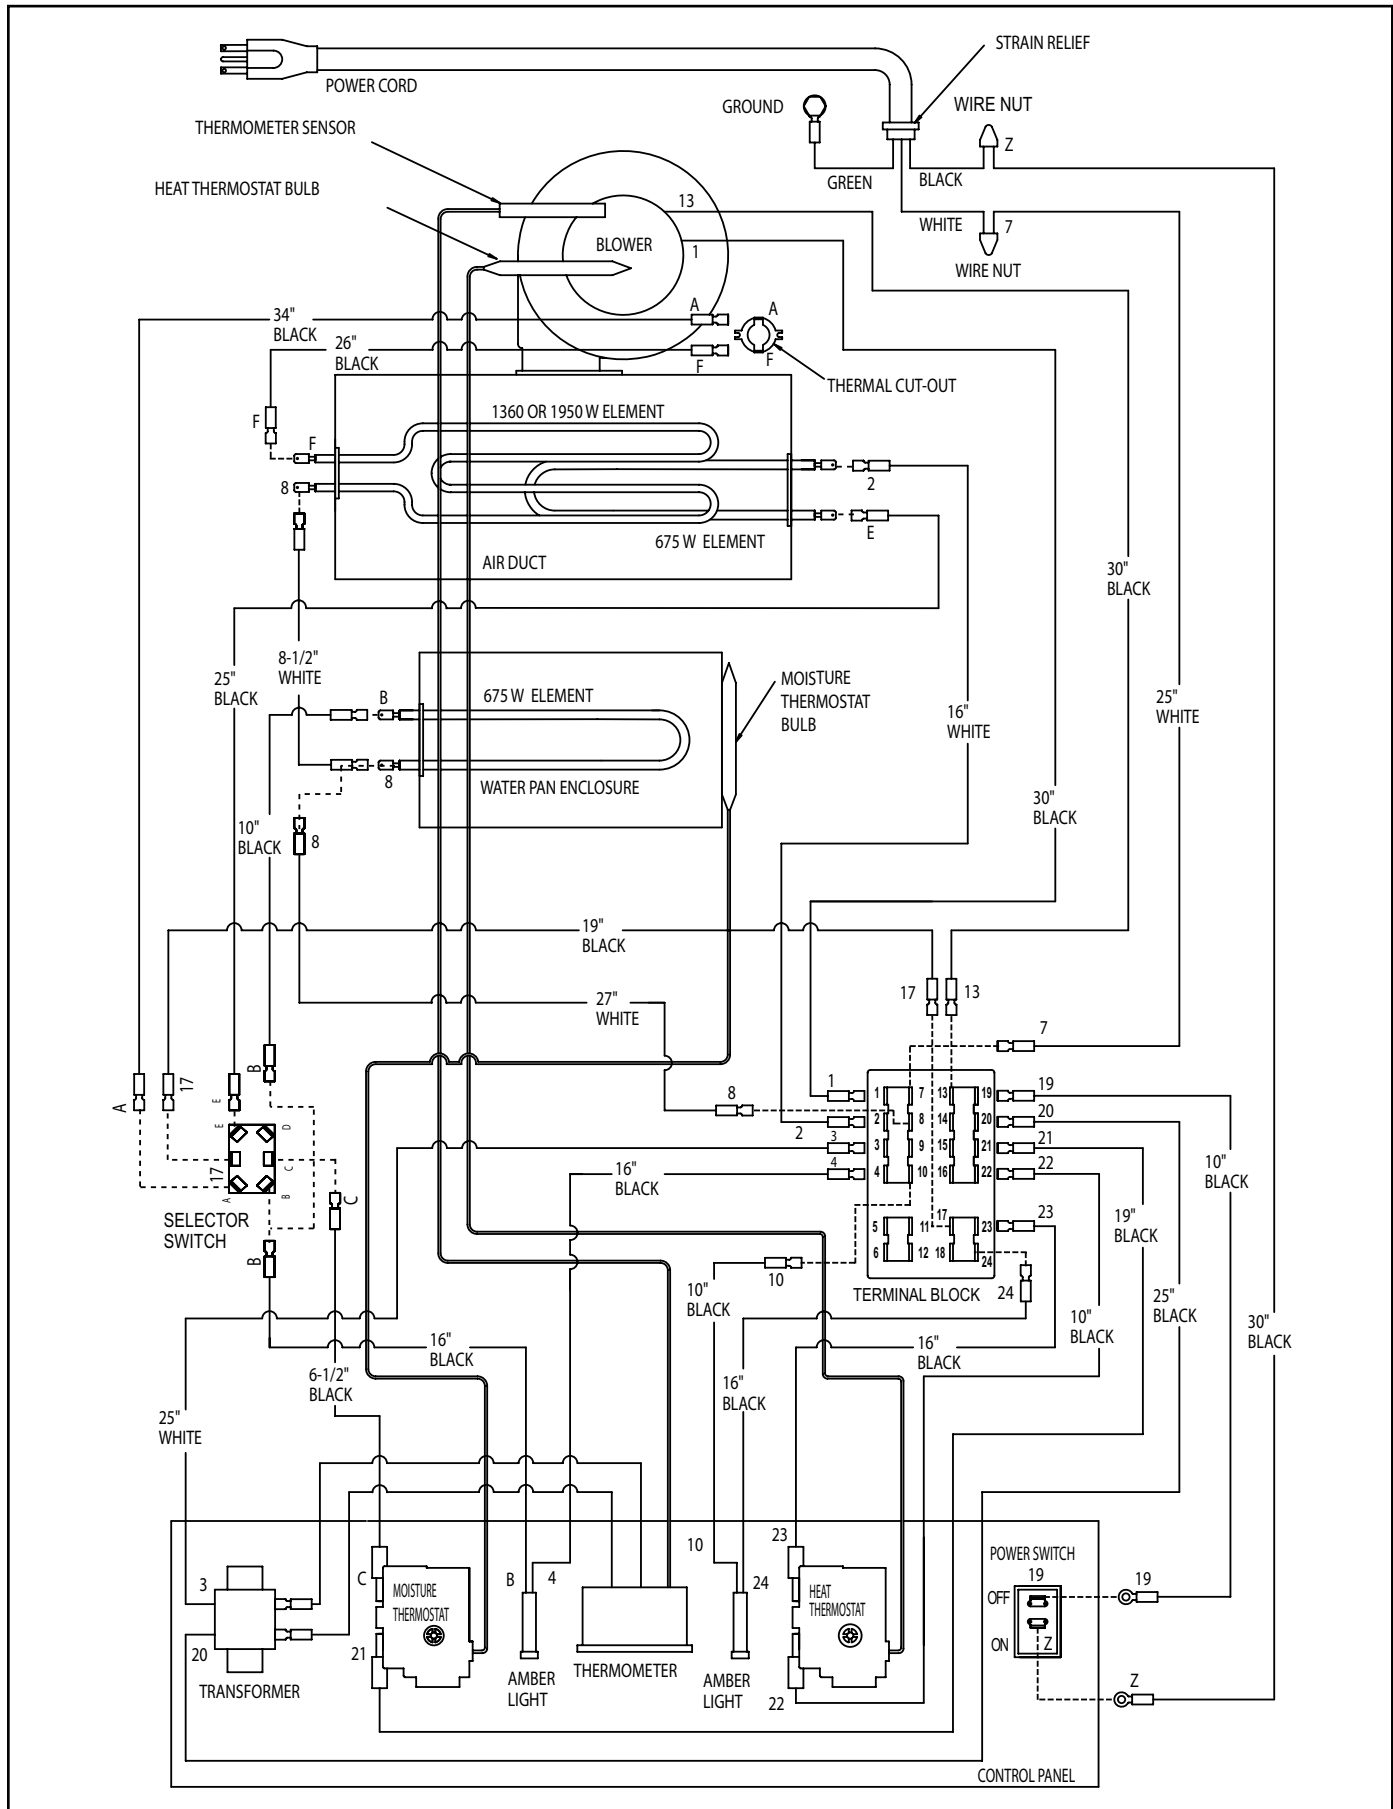 STRAIN RELIEF
POWER CORD
GROUND
WIRE NUT
THERMOMETER SENSOR
Z
GREEN
BLACK
HEAT THERMOSTAT BULB
13
WHITE
7
BLOWER
1
WIRE NUT
A
A
34"
BLACK
26"
BLACK
F
F
THERMAL CUT-OUT
1360 OR 1950 W ELEMENT
F
F
8
2
E
675 W ELEMENT
AIR DUCT
30"
BLACK
8-1/2"
WHITE
25"
BLACK
675 W ELEMENT
B
MOISTURE
THERMOSTAT
BULB
16"
WHITE
25"
WHITE
8
WATER PAN ENCLOSURE
30"
BLACK
10"
BLACK
8
19"
BLACK
17
13
27"
WHITE
7
B
17
A
E
8
1
2
3
4
1
2
3
4
5
6
7
8
9
10
11
12
13
14
15
16
17
18
19
20
21
22
23
24
19
20
21
22
23
E
D
17
C
A
B
C
SELECTOR
SWITCH
B
16"
BLACK
10"
BLACK
19"
BLACK
10
TERMINAL BLOCK
24
10"
BLACK
10"
BLACK
25"
BLACK
30"
BLACK
16"
BLACK
16"
BLACK
6-1/2"
BLACK
16"
BLACK
25"
WHITE
10
23
POWER SWITCH
19
19
OFF
ON
Z
Z
3
20
TRANSFORMER
C
MOISTURE
THERMOSTAT
21
B
4
AMBER
LIGHT
THERMOMETER
24
AMBER
LIGHT
HEAT
THERMOSTAT
22
CONTROL PANEL